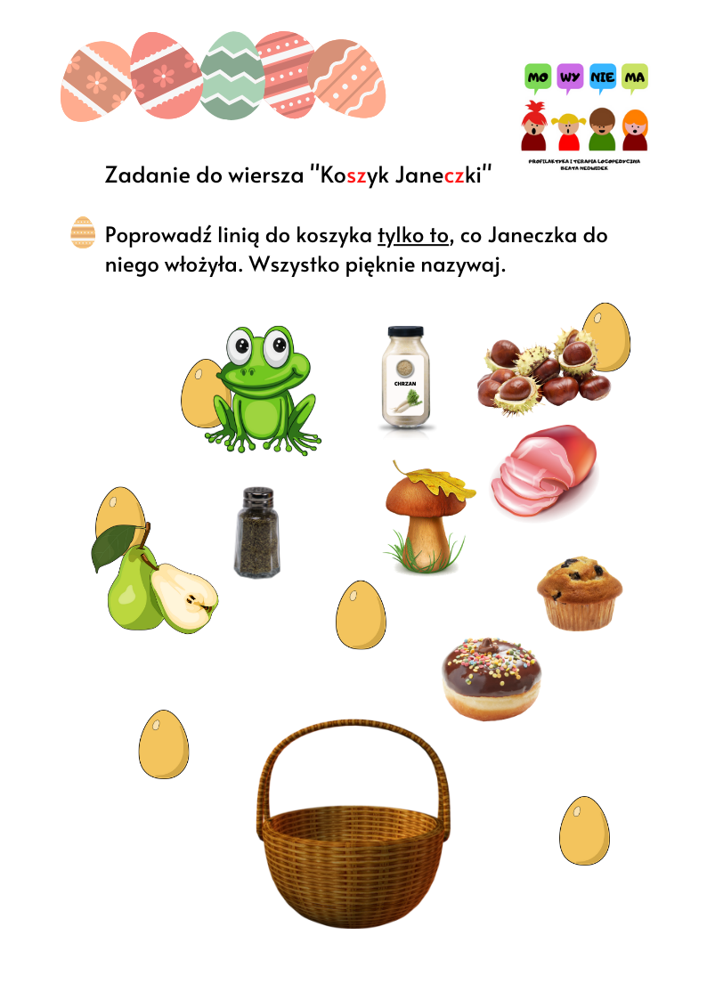 MO WY NIE MA
PROFILAKTYKA I TERAPIA LOGOPEDYCZNA
BEATA NEDWIDEK
Zadanie do wiersza "Koszyk Janeczki"
Poprowadź linią do koszyka tylko to, co Janeczka do
niego włożyła. Wszystko pięknie nazywaj.
CHRZAN